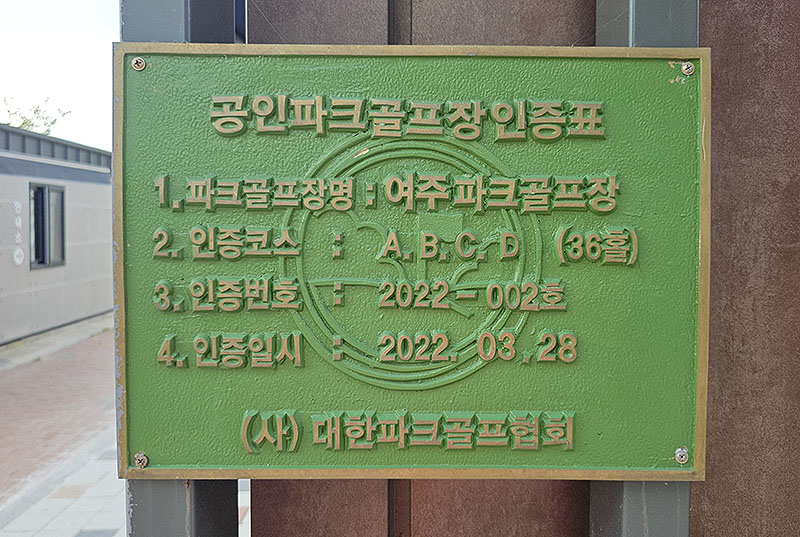 공인파크골프장인증표
1. 파크골프장명 : 여주파크골프장
2. 인증코스 : A. B. C. D (36홀)
3. 인증번호 : 2022-002호
4. 인증일시 : 2022. 03. 28
(사) 대한파크골프협회